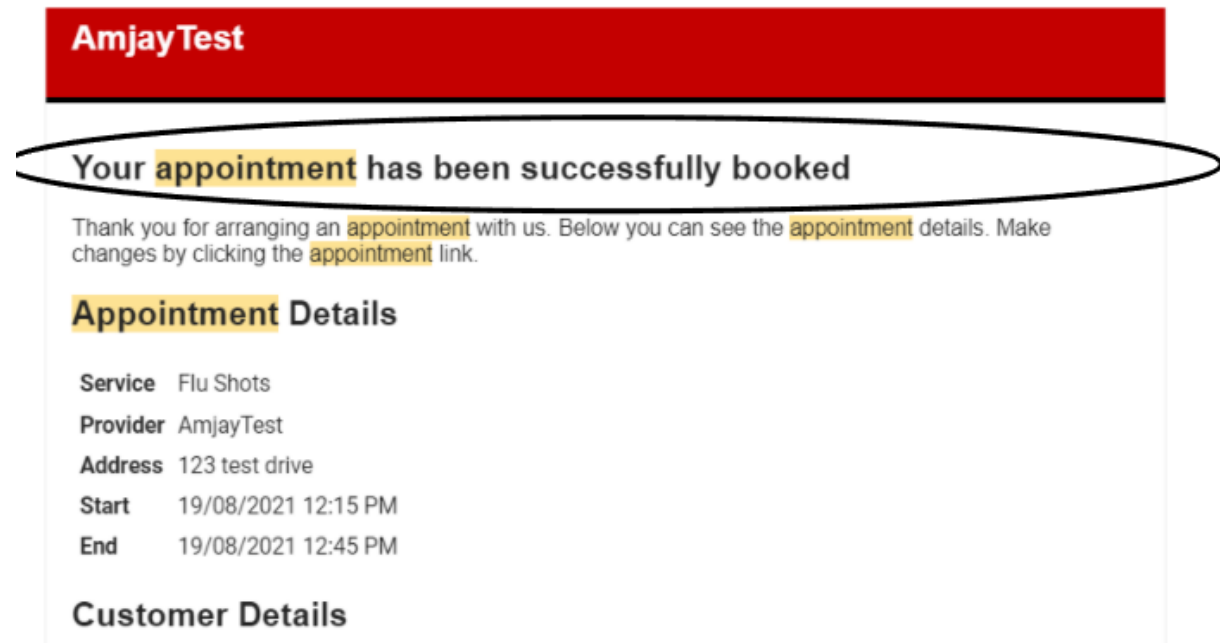 AmjayTest
Your appointment has been successfully booked
Thank you for arranging an appointment with us. Below you can see the appointment details. Make
changes by clicking the appointment link.
Appointment Details
Service Flu Shots
Provider AmjayTest
Address 123 test drive
Start 19/08/2021 12:15 PM
End 19/08/2021 12:45 PM
Customer Details